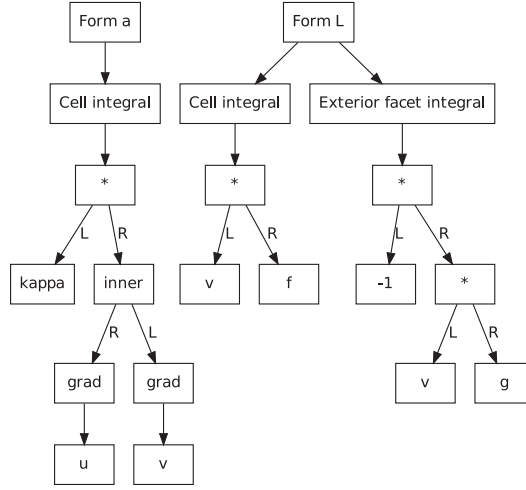 Form a
Form L
Cell integral
Cell integral
Exterior facet integral
*
*
*
L
R
L
R
L
R
kappa
inner
v
f
-1
*
R
L
L
R
grad
grad
v
g
u
v